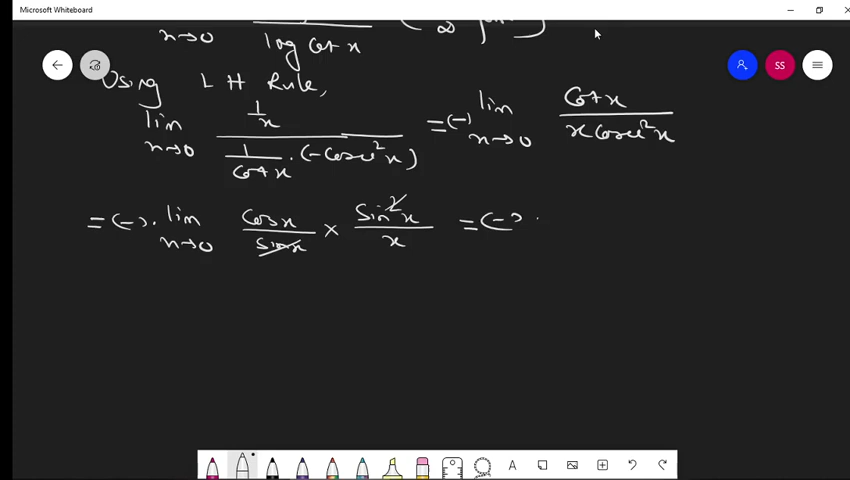 Microsoft Whiteboard
x→0 log cot x (∞
Using L H Rule,
lim x→0 (1/x) / (1/cot x · (-cosec²x)) = (-) lim x→0 cot x / (x cosec²x)
= (-) · lim x→0 cos x / sin x × sin²x / x = (-) ·
SS
A